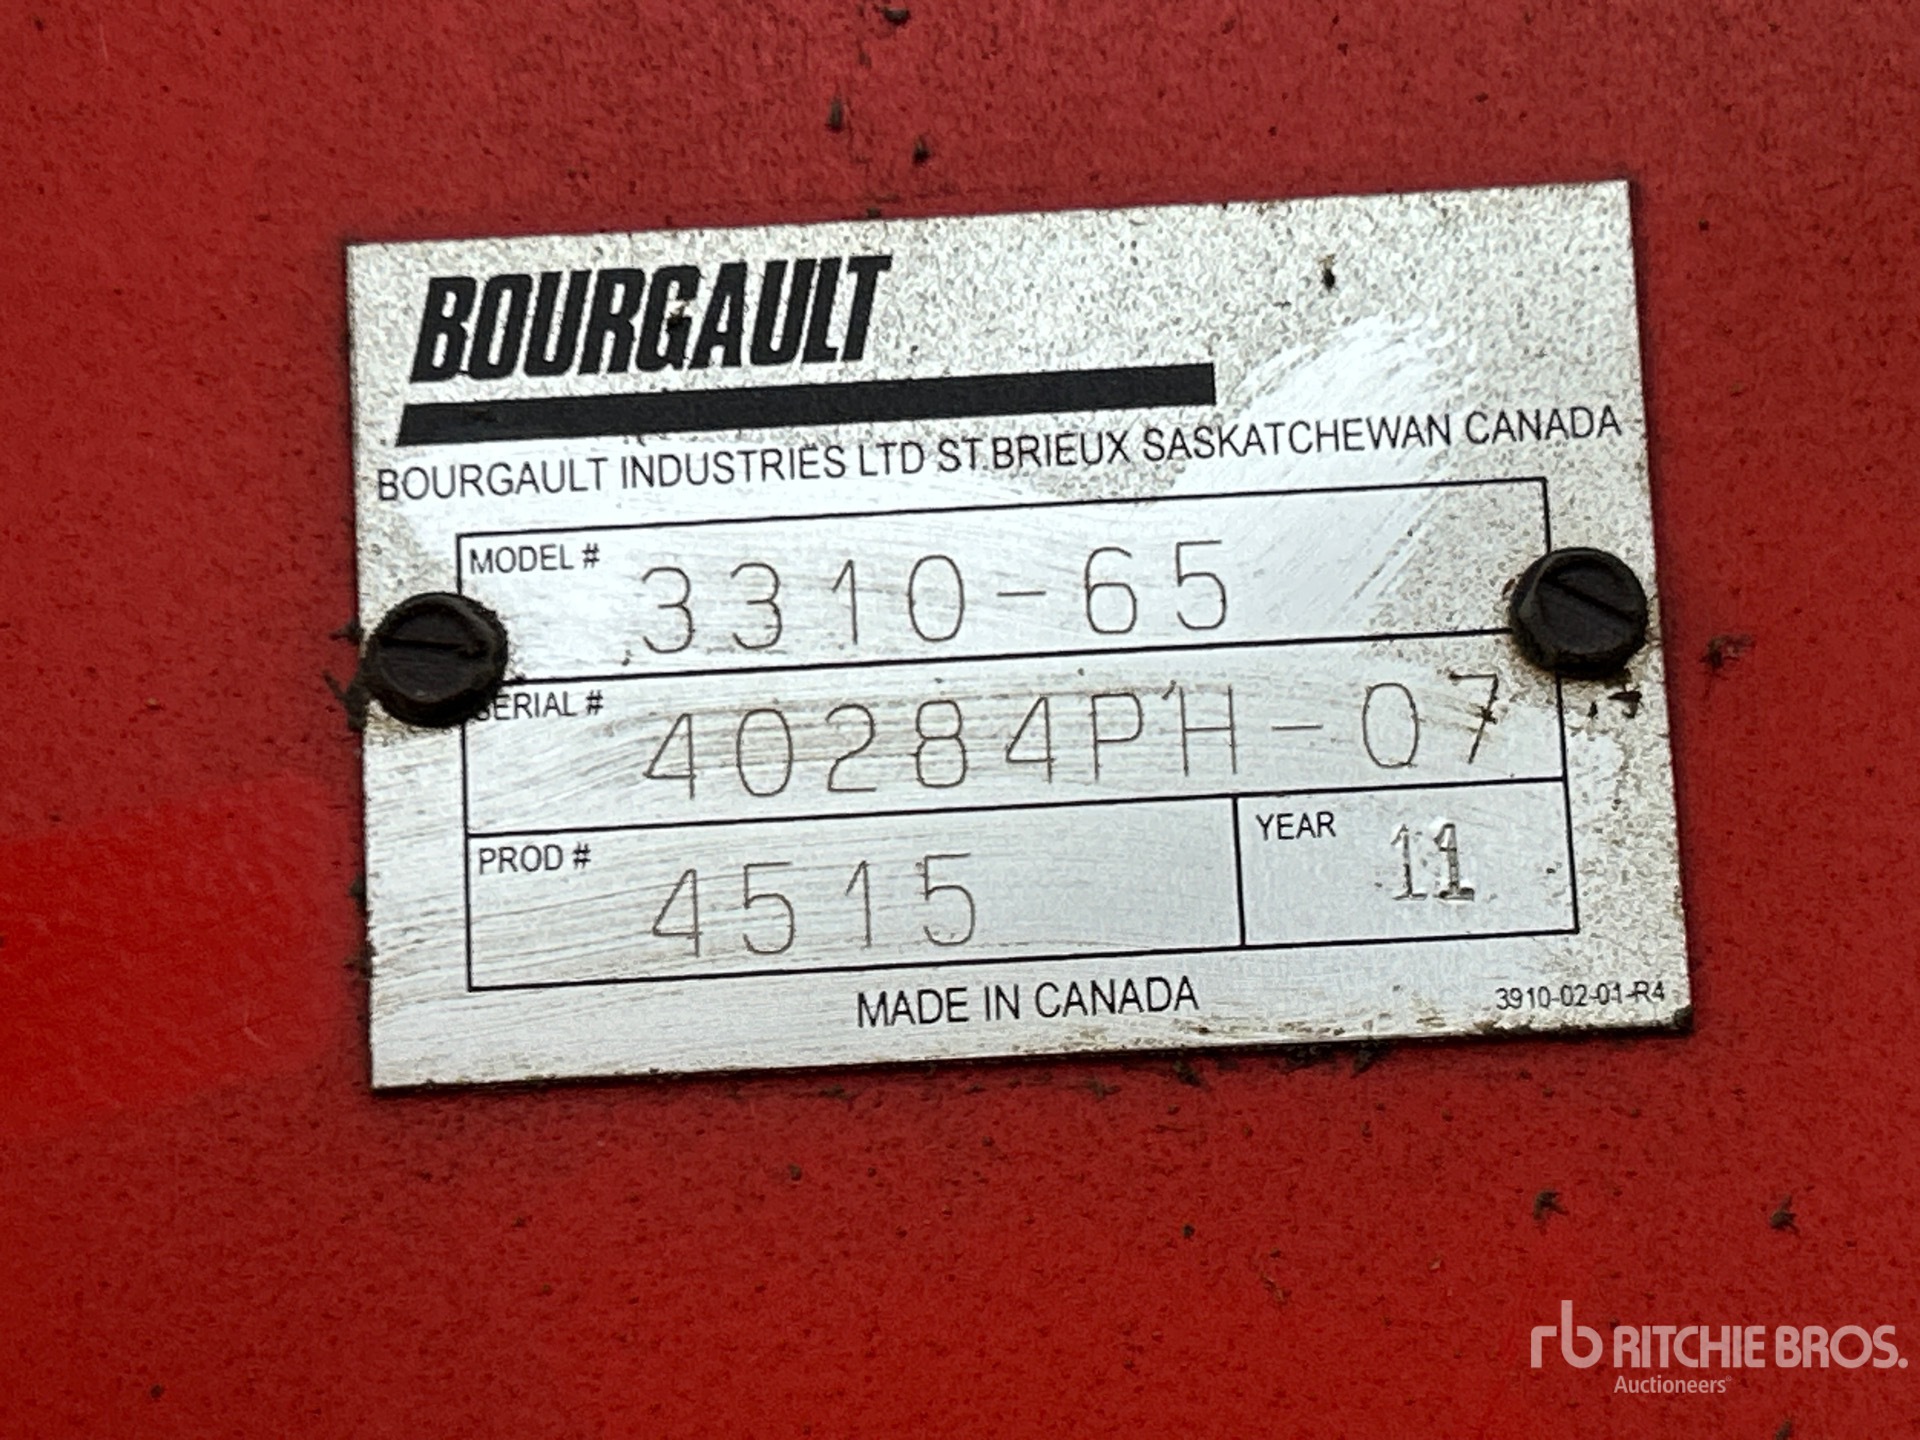 BOURGAULT
BOURGAULT INDUSTRIES LTD ST.BRIEUX SASKATCHEWAN CANADA
MODEL # 3310-65
SERIAL # 40284PH-07
PROD # 4515 YEAR 11
MADE IN CANADA 3910-02-01-R4
rb RITCHIE BROS.
Auctioneers